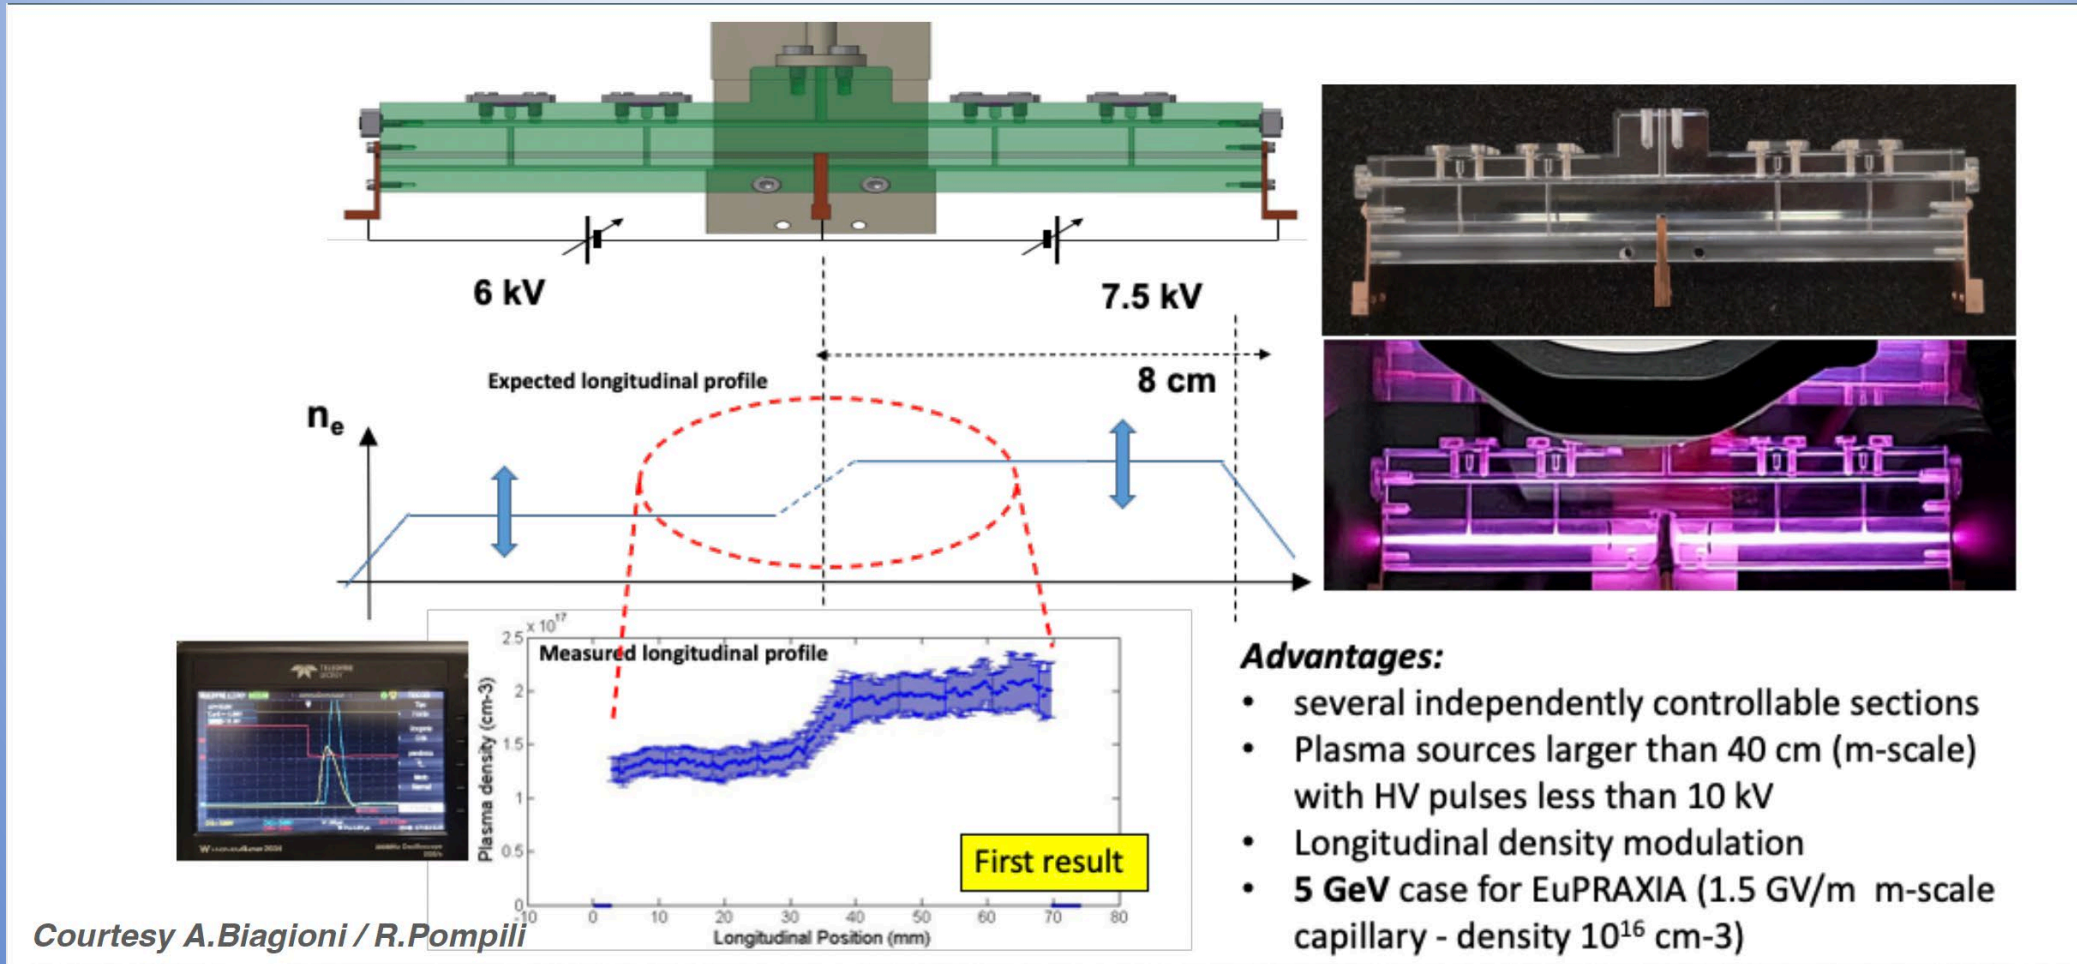 6 kV
7.5 kV
8 cm
Expected longitudinal profile
ne
x 10^17
2.5
2
1.5
1
0.5
0
Plasma density (cm-3)
Measured longitudinal profile
First result
-10 0 10 20 30 40 50 60 70 80
Longitudinal Position (mm)
TELEDYNE
LECROY
Advantages:
• several independently controllable sections
• Plasma sources larger than 40 cm (m-scale)
with HV pulses less than 10 kV
• Longitudinal density modulation
• 5 GeV case for EuPRAXIA (1.5 GV/m m-scale
capillary - density 10^16 cm-3)
Courtesy A.Biagioni / R.Pompili